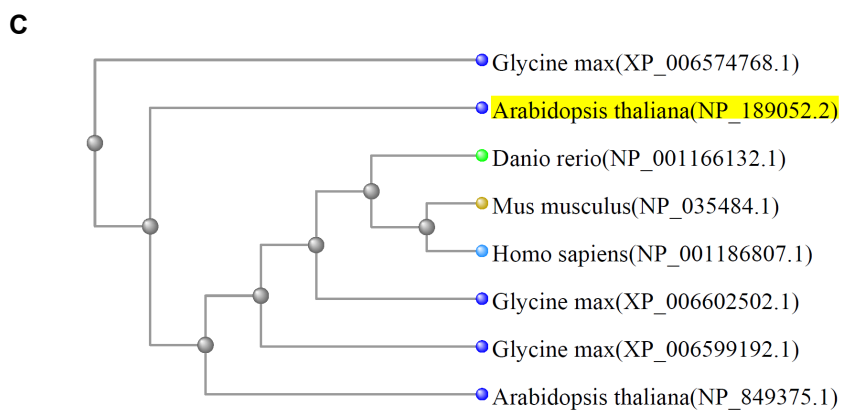 C
Glycine max(XP_006574768.1)
Arabidopsis thaliana(NP_189052.2)
Danio rerio(NP_001166132.1)
Mus musculus(NP_035484.1)
Homo sapiens(NP_001186807.1)
Glycine max(XP_006602502.1)
Glycine max(XP_006599192.1)
Arabidopsis thaliana(NP_849375.1)